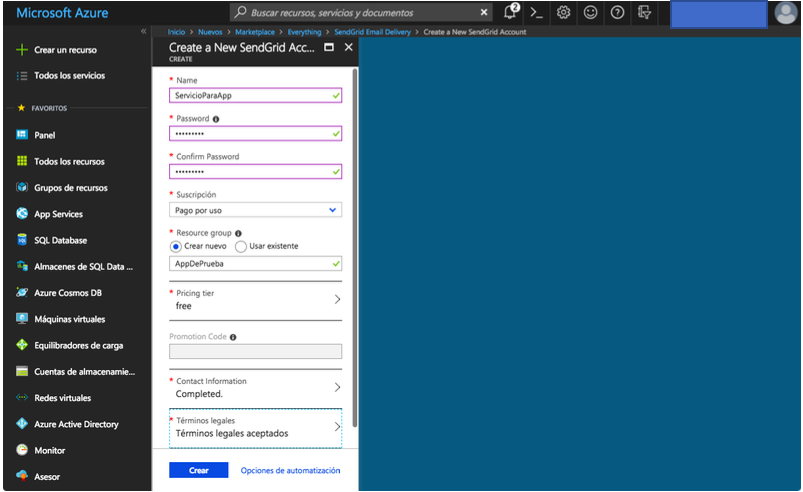 Microsoft Azure
Buscar recursos, servicios y documentos
2
Inicio > Nuevos > Marketplace > Everything > SendGrid Email Delivery > Create a New SendGrid Account
Crear un recurso
Todos los servicios
FAVORITOS
Panel
Todos los recursos
Grupos de recursos
App Services
SQL Database
Almacenes de SQL Data ...
Azure Cosmos DB
Máquinas virtuales
Equilibradores de carga
Cuentas de almacenamie...
Redes virtuales
Azure Active Directory
Monitor
Asesor
Create a New SendGrid Acc...
CREATE
* Name
ServicioParaApp
* Password
•••••••••
* Confirm Password
•••••••••
* Suscripción
Pago por uso
* Resource group
Crear nuevo Usar existente
AppDePrueba
* Pricing tier
free
Promotion Code
* Contact Information
Completed.
* Términos legales
Términos legales aceptados
Crear Opciones de automatización